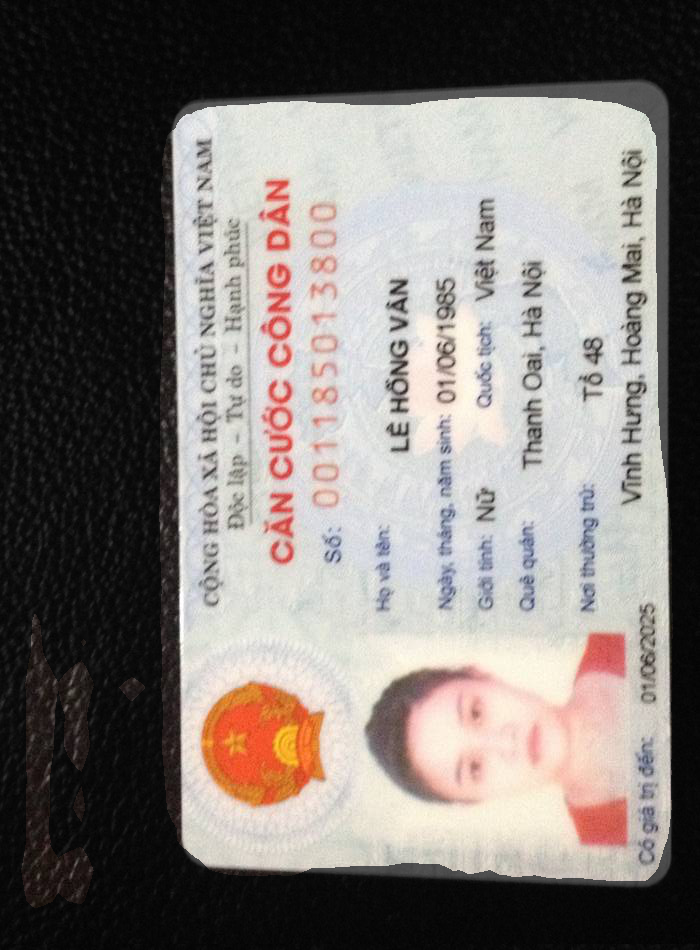 CỘNG HÒA XÃ HỘI CHỦ NGHĨA VIỆT NAM
Độc lập - Tự do - Hạnh phúc
CĂN CƯỚC CÔNG DÂN
Số: 001185013800
Họ và tên:
LÊ HỒNG VÂN
Ngày, tháng, năm sinh: 01/06/1985
Giới tính: Nữ Quốc tịch: Việt Nam
Quê quán:
Thanh Oai, Hà Nội
Nơi thường trú: Tổ 48
Vĩnh Hưng, Hoàng Mai, Hà Nội
Có giá trị đến: 01/06/2025